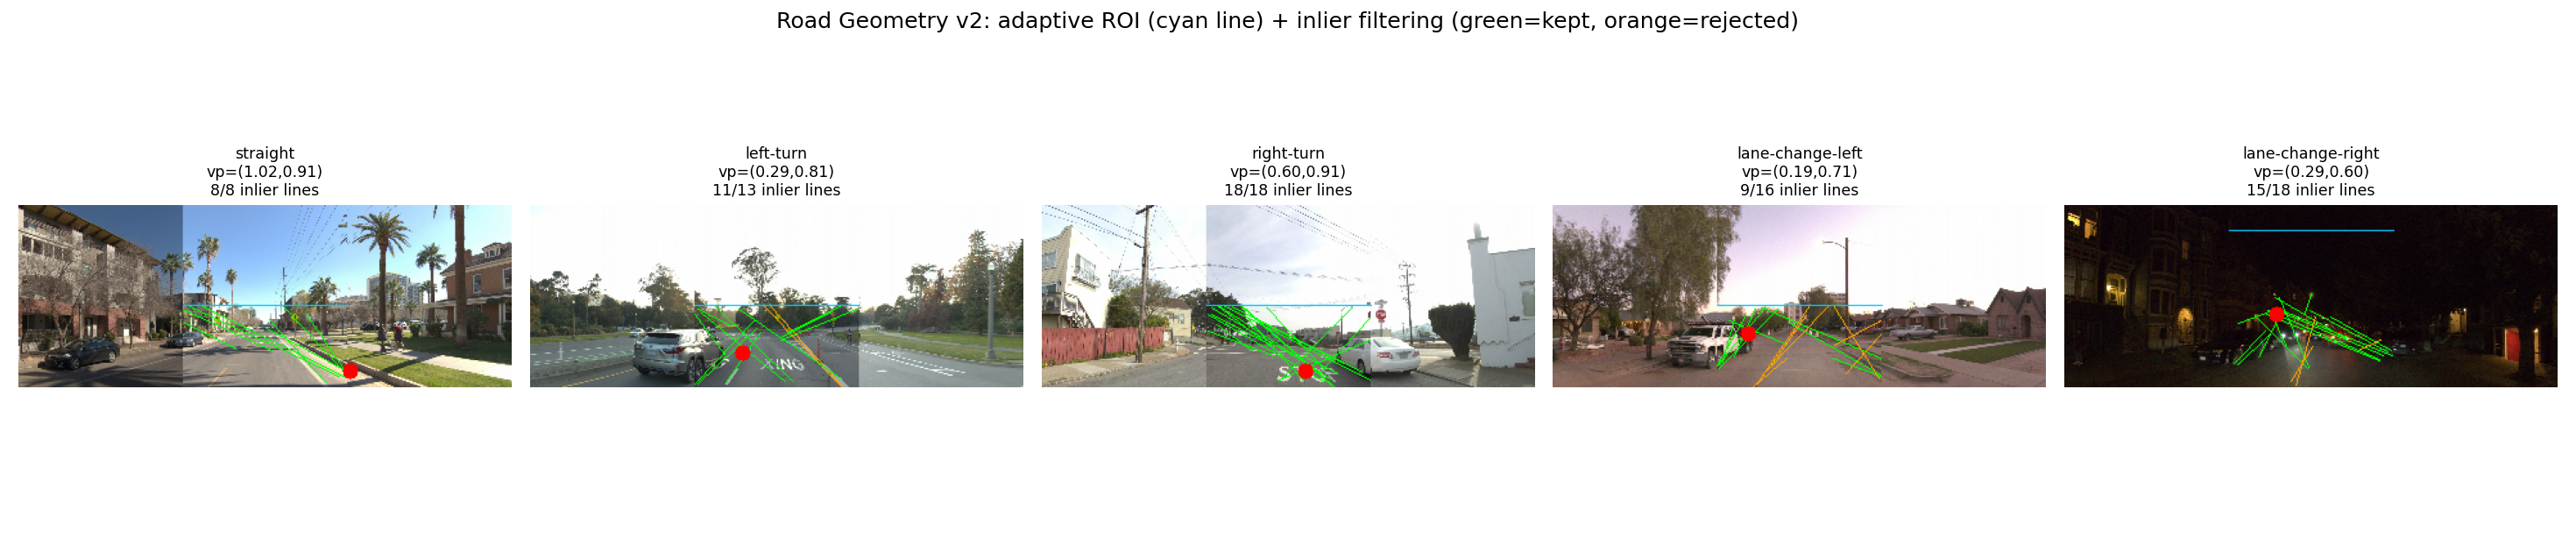 Road Geometry v2: adaptive ROI (cyan line) + inlier filtering (green=kept, orange=rejected)
straight
vp=(1.02,0.91)
8/8 inlier lines
left-turn
vp=(0.29,0.81)
11/13 inlier lines
right-turn
vp=(0.60,0.91)
18/18 inlier lines
lane-change-left
vp=(0.19,0.71)
9/16 inlier lines
lane-change-right
vp=(0.29,0.60)
15/18 inlier lines
XING